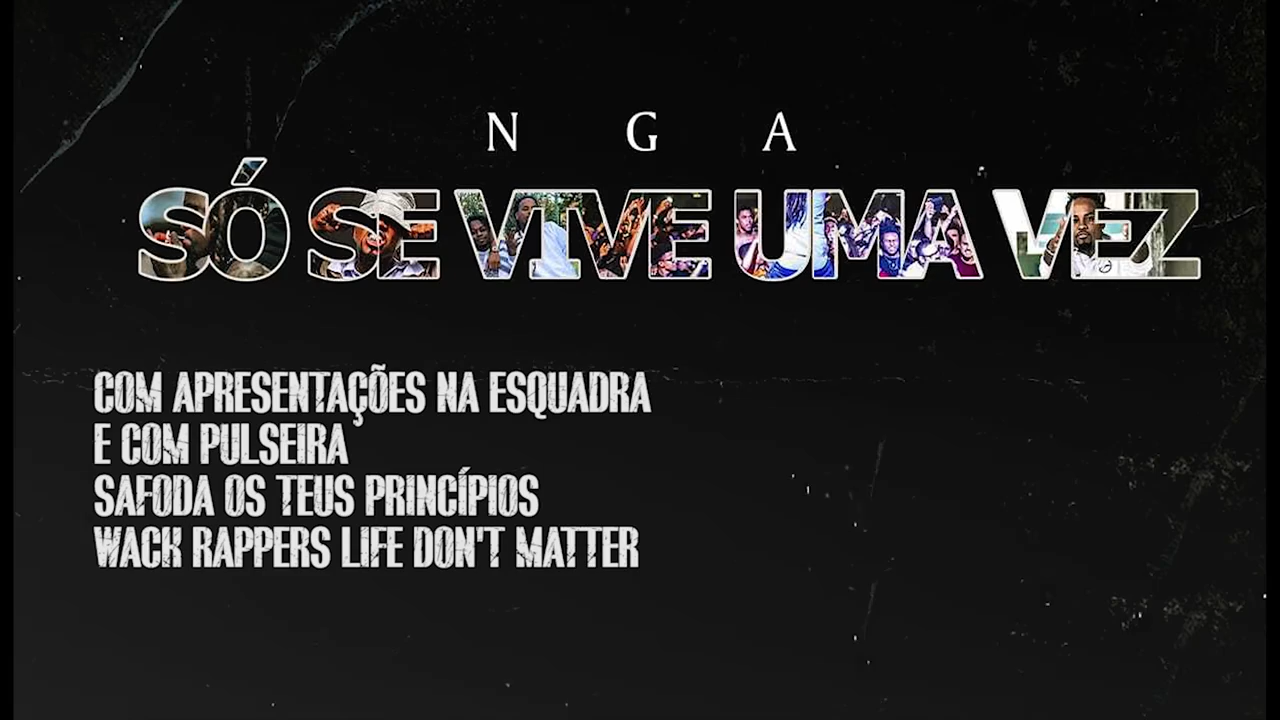 NGA
SÓ SE VIVE UMA VEZ
COM APRESENTAÇÕES NA ESQUADRA
E COM PULSEIRA
SAFODA OS TEUS PRINCÍPIOS
WACK RAPPERS LIFE DON'T MATTER